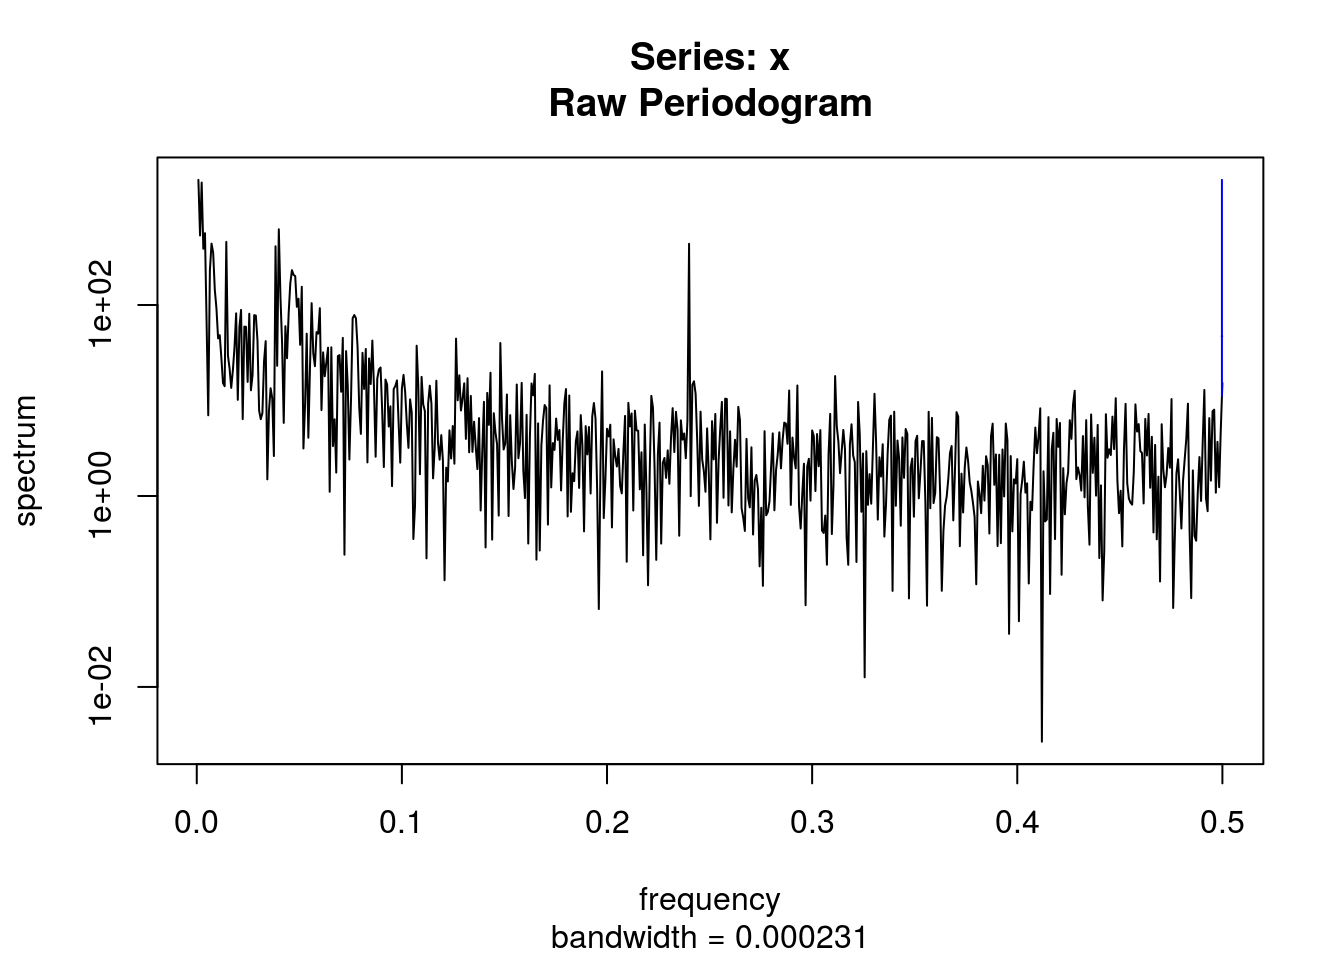 Series: x
Raw Periodogram
spectrum
1e+02
1e+00
1e-02
0.0 0.1 0.2 0.3 0.4 0.5
frequency
bandwidth = 0.000231